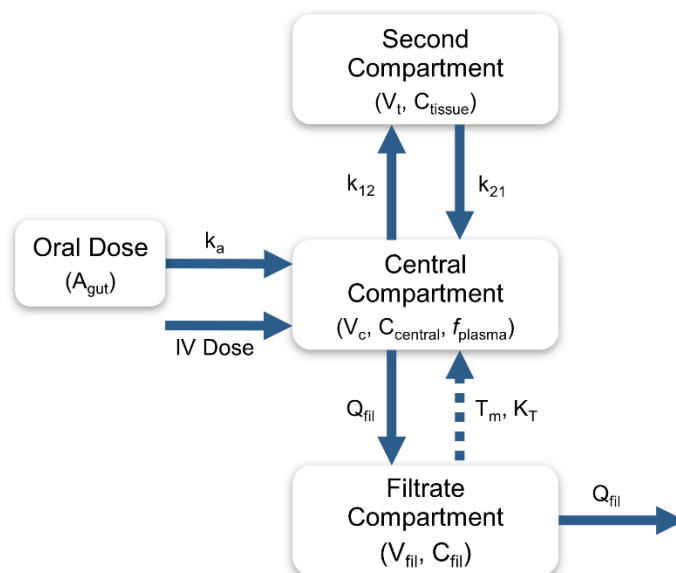 Second
Compartment
(Vt, Ctissue)
k12
k21
Oral Dose
(Agut)
ka
IV Dose
Central
Compartment
(Vc, Ccentral, fplasma)
Qfil
Tm, KT
Filtrate
Compartment
(Vfil, Cfil)
Qfil